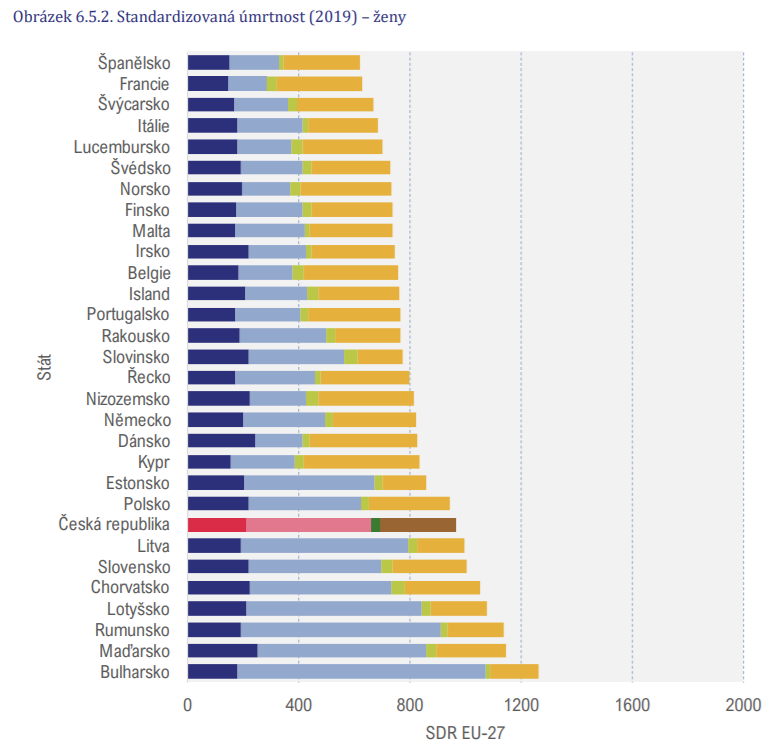 Obrázek 6.5.2. Standardizovaná úmrtnost (2019) – ženy
Španělsko
Francie
Švýcarsko
Itálie
Lucembursko
Švédsko
Norsko
Finsko
Malta
Irsko
Belgie
Island
Portugalsko
Rakousko
Slovinsko
Řecko
Nizozemsko
Německo
Dánsko
Kypr
Estonsko
Polsko
Česká republika
Litva
Slovensko
Chorvatsko
Lotyšsko
Rumunsko
Maďarsko
Bulharsko
Stát
0 400 800 1200 1600 2000
SDR EU-27